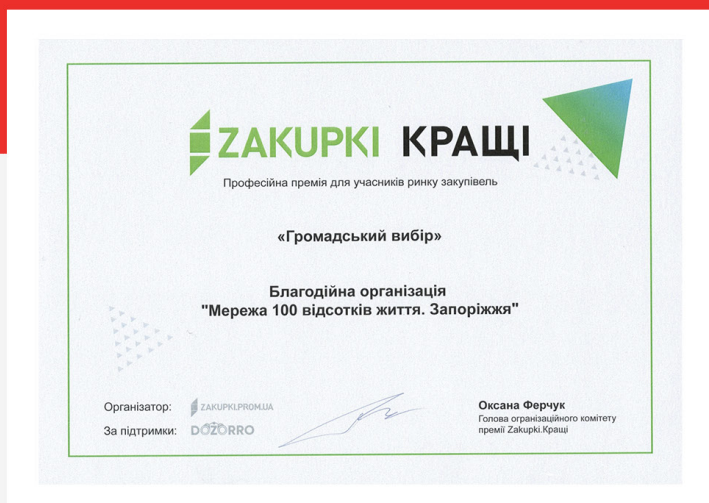 ZAKUPKI КРАЩІ
Професійна премія для учасників ринку закупівель
«Громадський вибір»
Благодійна організація
"Мережа 100 відсотків життя. Запоріжжя"
Організатор: ZAKUPKI.PROM.UA
За підтримки: DOZORRO
Оксана Ферчук
Голова огранізаційного комітету
премії Zakupki.Кращі